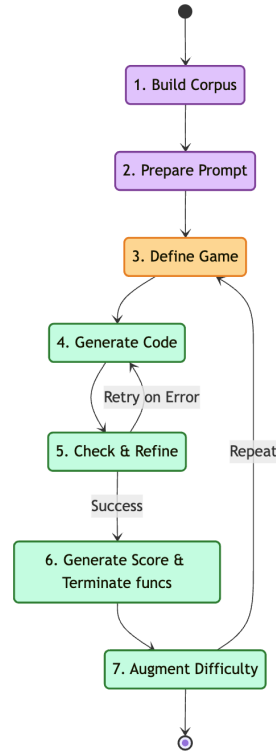 1. Build Corpus
2. Prepare Prompt
3. Define Game
4. Generate Code
Retry on Error
5. Check & Refine
Repeat
Success
6. Generate Score &
Terminate funcs
7. Augment Difficulty